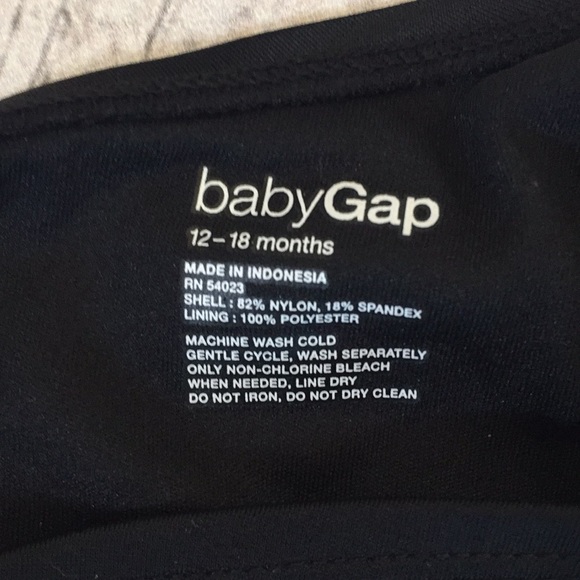 babyGap
12-18 months
MADE IN INDONESIA
RN 54023
SHELL : 82% NYLON, 18% SPANDEX
LINING : 100% POLYESTER
MACHINE WASH COLD
GENTLE CYCLE, WASH SEPARATELY
ONLY NON-CHLORINE BLEACH
WHEN NEEDED, LINE DRY
DO NOT IRON, DO NOT DRY CLEAN